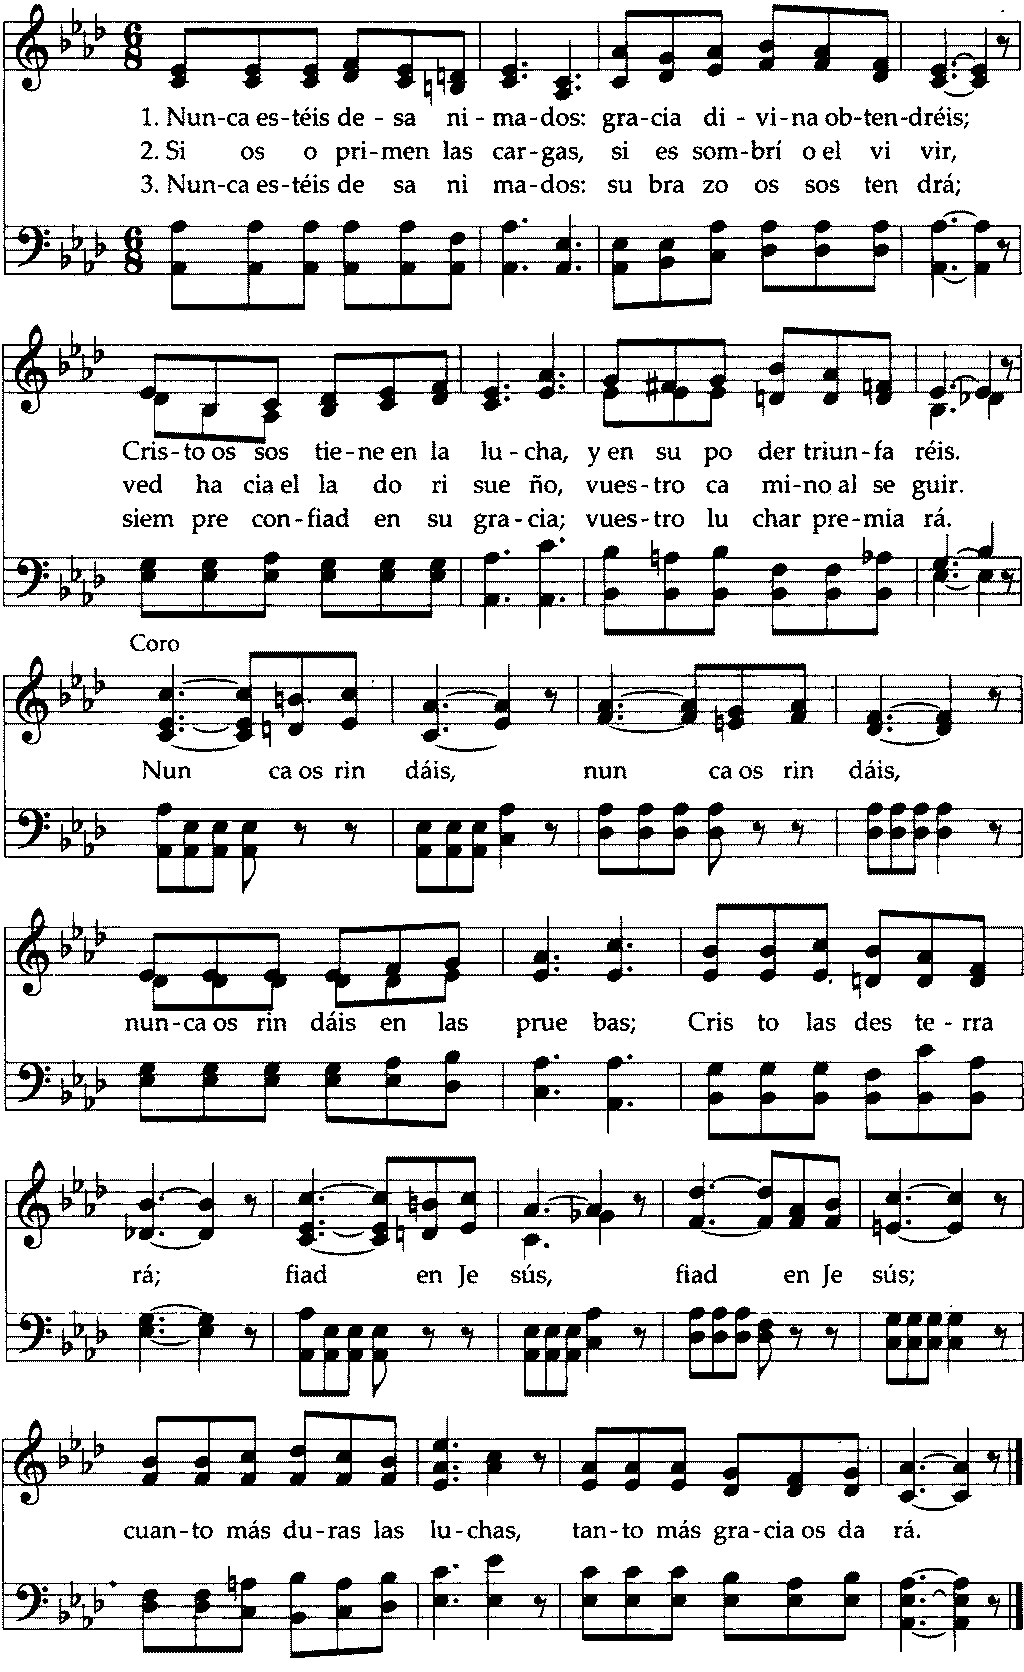 1. Nun-ca es-téis de-sa ni-ma-dos: gra-cia di-vi-na ob-ten-dréis;
2. Si os o pri-men las car-gas, si es som-brí o el vi vir,
3. Nun-ca es-téis de sa ni ma-dos: su bra zo os sos ten drá;
Cris-to os sos tie-ne en la lu-cha, y en su po der triun-fa réis.
ved ha cia el la do ri sue ño, vues-tro ca mi-no al se guir.
siem pre con-fiad en su gra-cia; vues-tro lu char pre-mia rá.
Coro
Nun ca os rin dáis, nun ca os rin dáis,
nun-ca os rin dáis en las prue bas; Cris to las des te-rra
rá; fiad en Je sús, fiad en Je sús;
cuan-to más du-ras las lu-chas, tan-to más gra-cia os da rá.